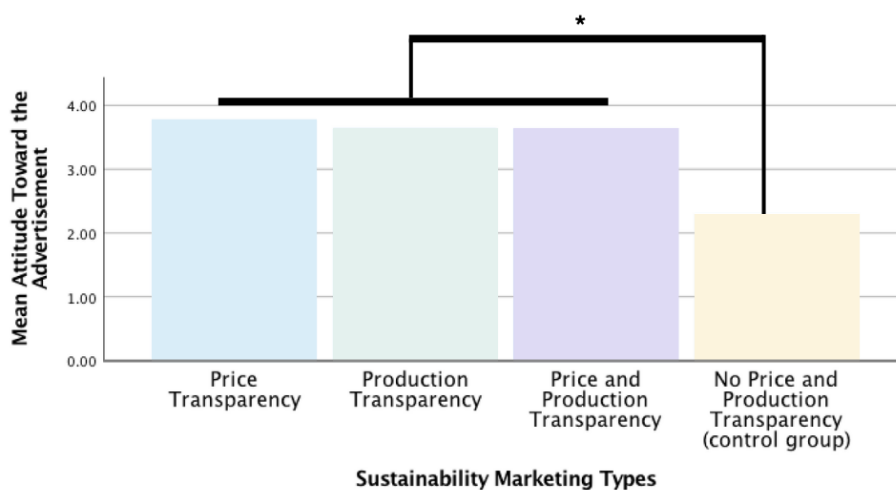 *
Mean Attitude Toward the
Advertisement
4.00
3.00
2.00
1.00
0.00
Price
Transparency
Production
Transparency
Price and
Production
Transparency
No Price and
Production
Transparency
(control group)
Sustainability Marketing Types